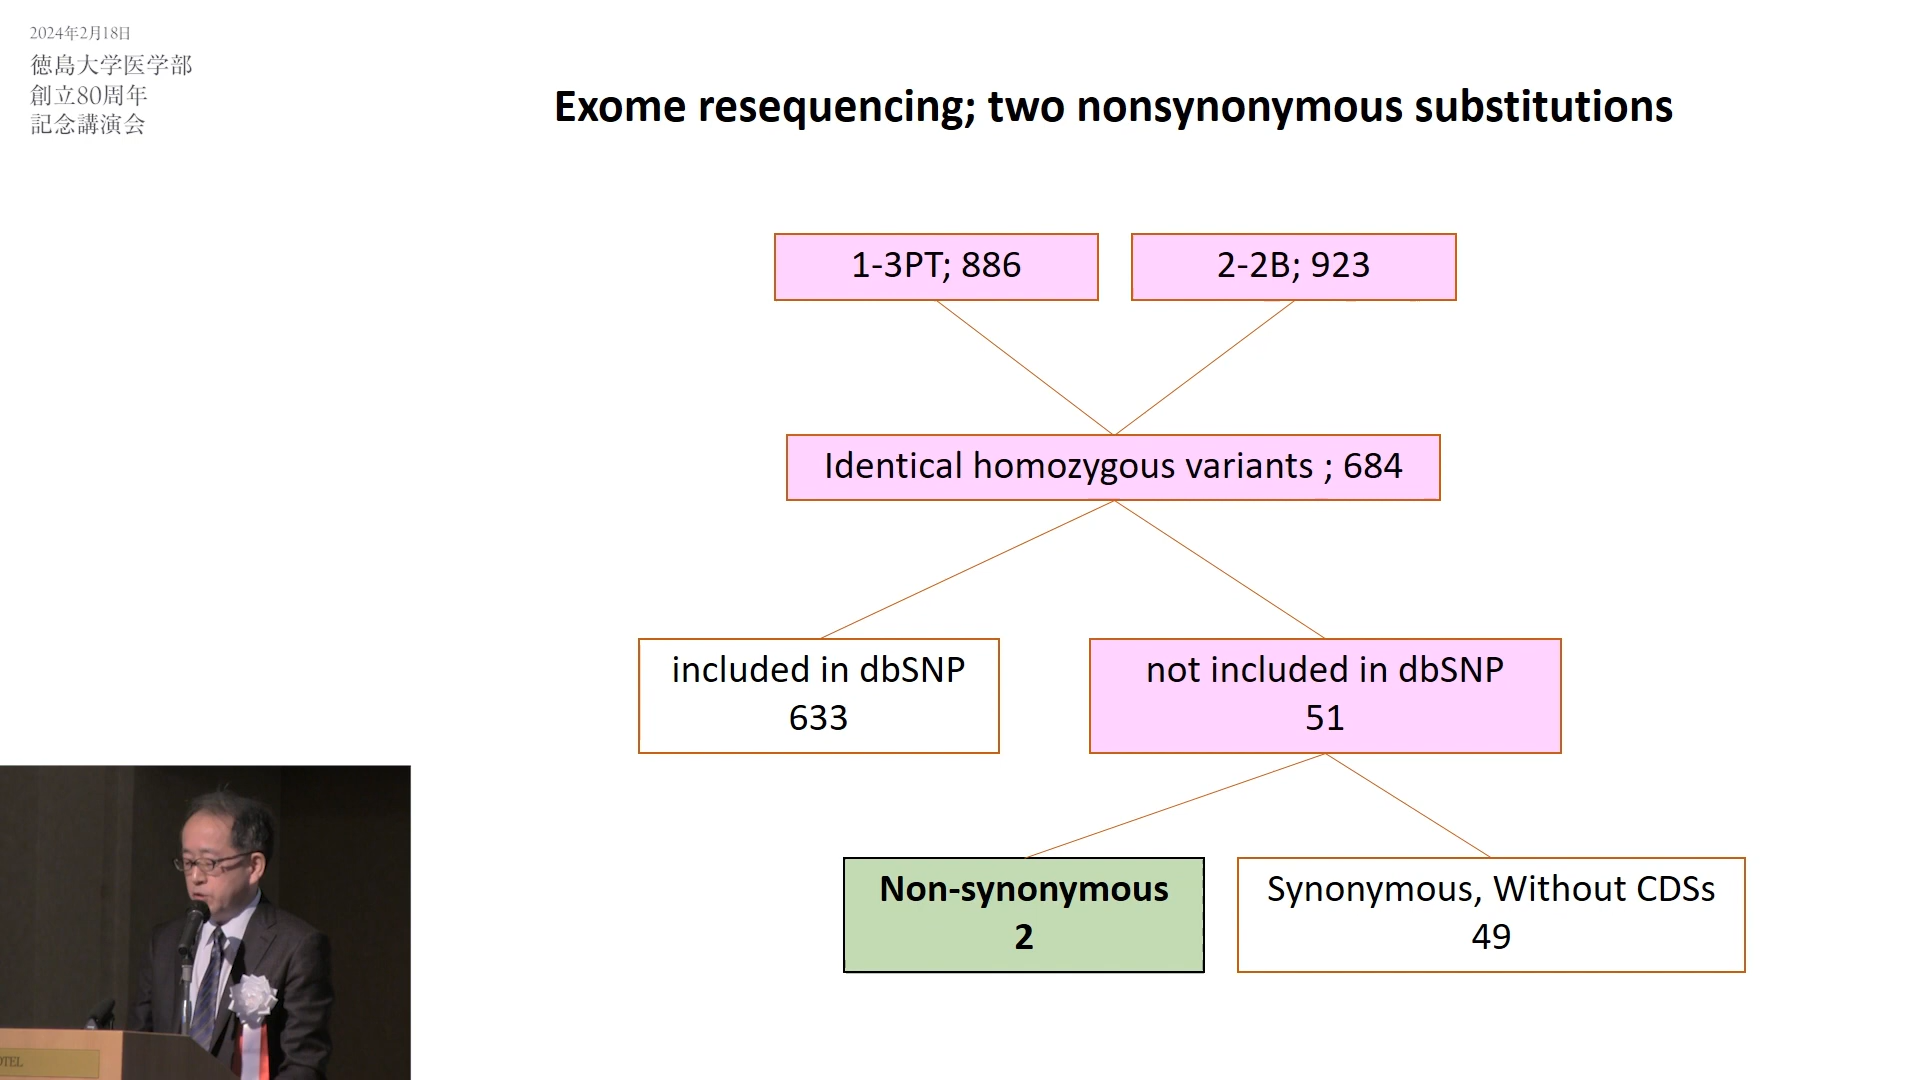 2024年2月18日
徳島大学医学部
創立80周年
記念講演会
Exome resequencing; two nonsynonymous substitutions
1-3PT; 886
2-2B; 923
Identical homozygous variants ; 684
included in dbSNP
633
not included in dbSNP
51
Non-synonymous
2
Synonymous, Without CDSs
49
OTEL